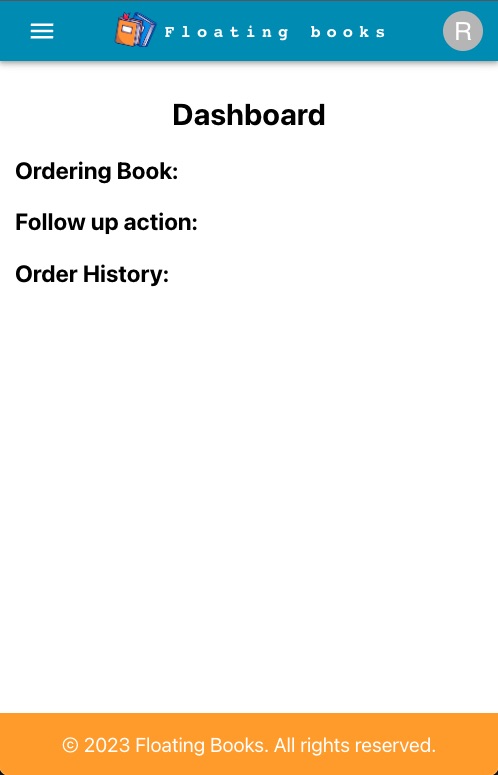 Floating books
R
Dashboard
Ordering Book:
Follow up action:
Order History:
© 2023 Floating Books. All rights reserved.